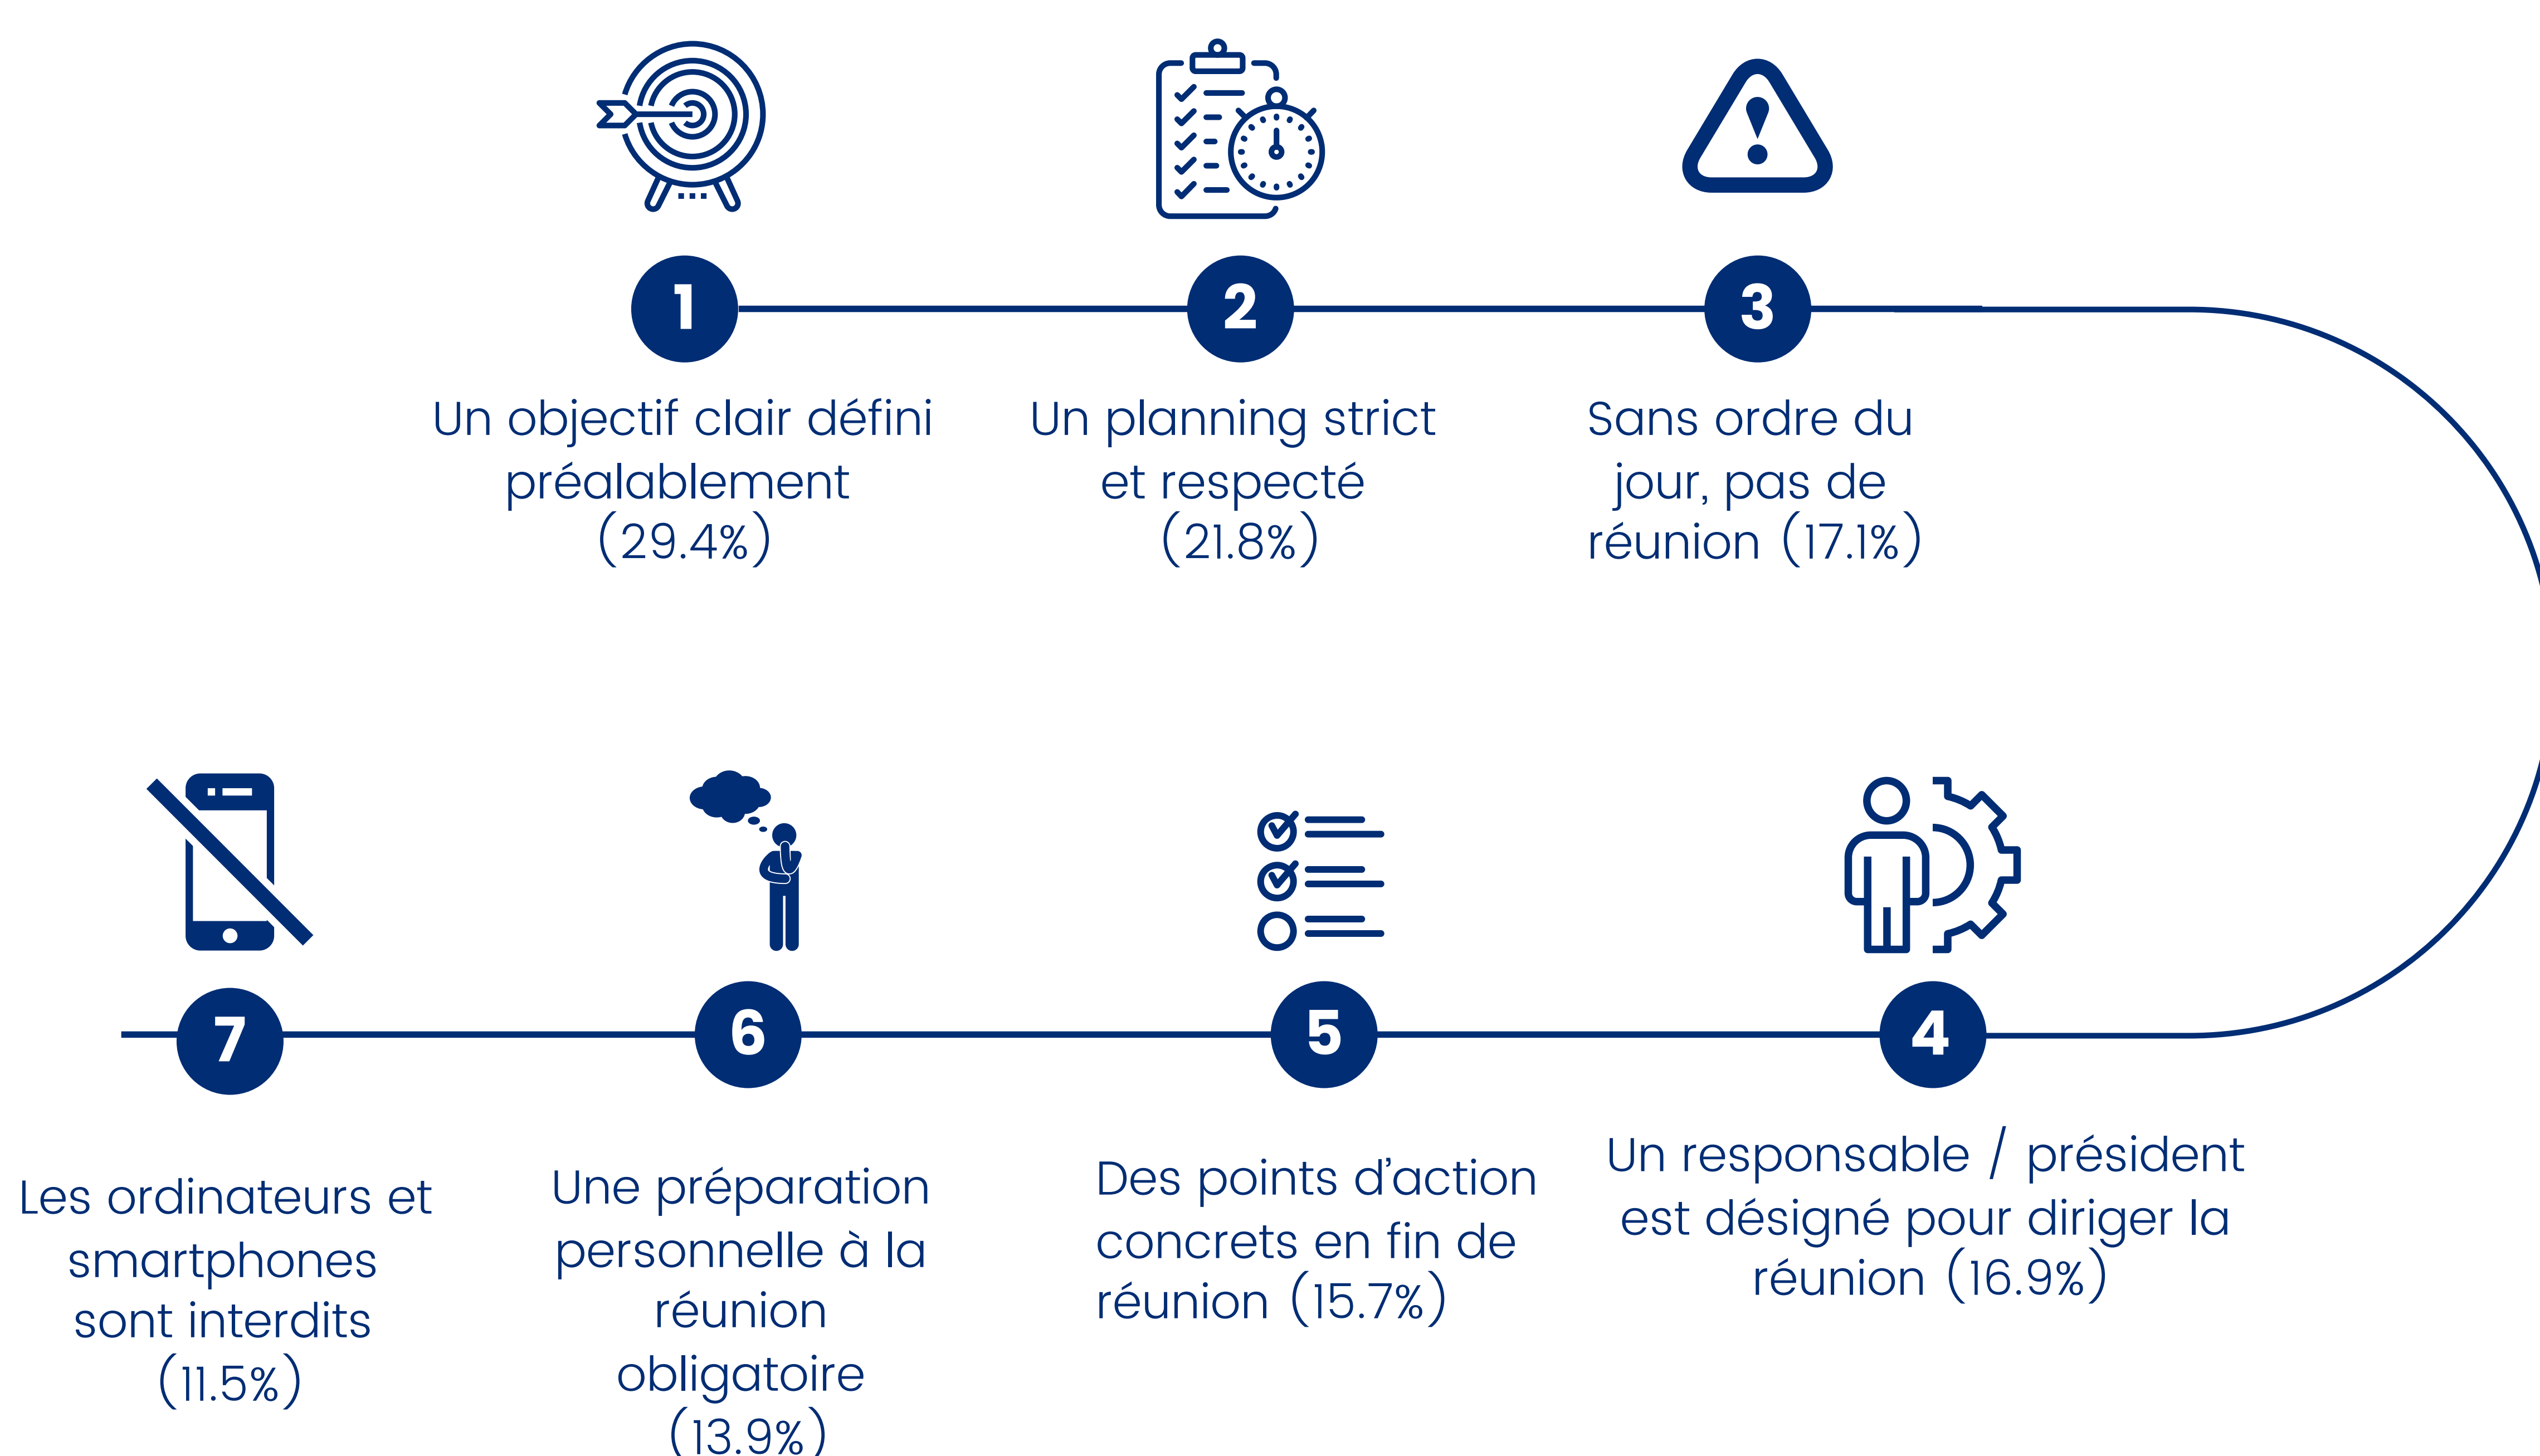 1
Un objectif clair défini
préalablement
(29.4%)
2
Un planning strict
et respecté
(21.8%)
3
Sans ordre du
jour, pas de
réunion (17.1%)
4
Un responsable / président
est désigné pour diriger la
réunion (16.9%)
5
Des points d’action
concrets en fin de
réunion (15.7%)
6
Une préparation
personnelle à la
réunion
obligatoire
(13.9%)
7
Les ordinateurs et
smartphones
sont interdits
(11.5%)